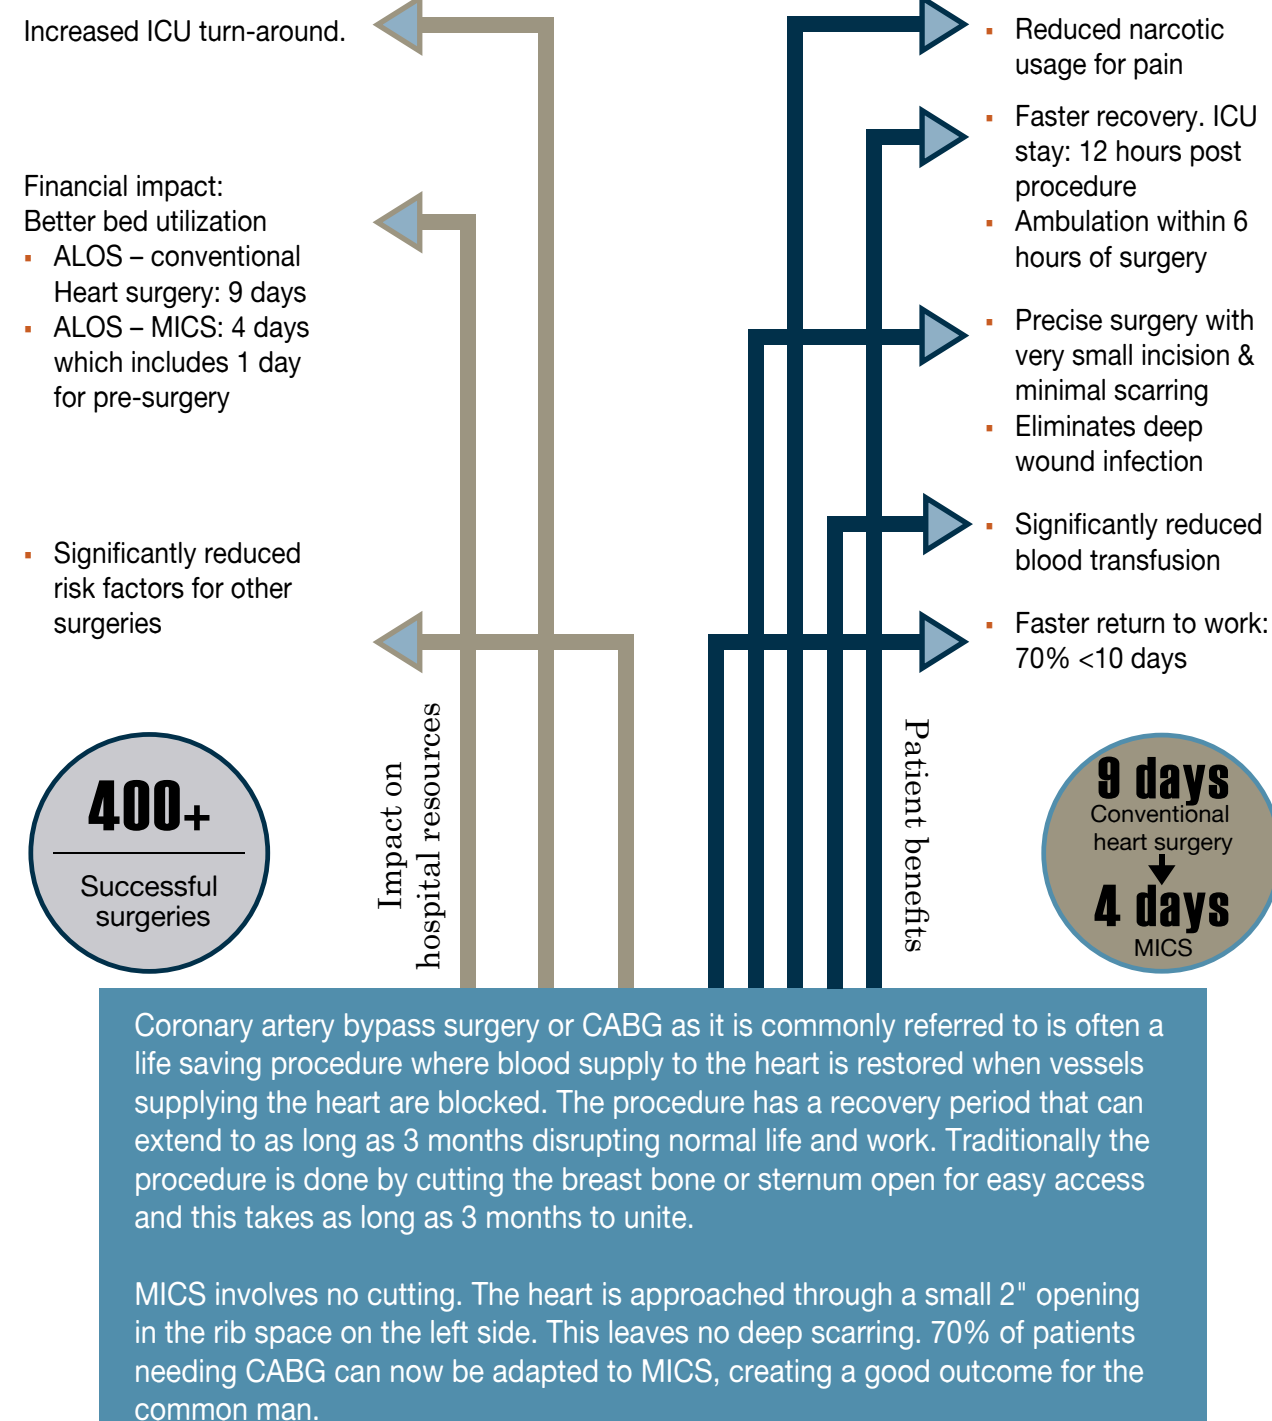 Increased ICU turn-around.
Financial impact:
Better bed utilization
▪ ALOS – conventional
Heart surgery: 9 days
▪ ALOS – MICS: 4 days
which includes 1 day
for pre-surgery
▪ Significantly reduced
risk factors for other
surgeries
▪ Reduced narcotic
usage for pain
▪ Faster recovery. ICU
stay: 12 hours post
procedure
▪ Ambulation within 6
hours of surgery
▪ Precise surgery with
very small incision &
minimal scarring
▪ Eliminates deep
wound infection
▪ Significantly reduced
blood transfusion
▪ Faster return to work:
70% <10 days
400+
Successful
surgeries
Impact on
hospital resources
Patient benefits
9 days
Conventional
heart surgery
4 days
MICS
Coronary artery bypass surgery or CABG as it is commonly referred to is often a
life saving procedure where blood supply to the heart is restored when vessels
supplying the heart are blocked. The procedure has a recovery period that can
extend to as long as 3 months disrupting normal life and work. Traditionally the
procedure is done by cutting the breast bone or sternum open for easy access
and this takes as long as 3 months to unite.
MICS involves no cutting. The heart is approached through a small 2" opening
in the rib space on the left side. This leaves no deep scarring. 70% of patients
needing CABG can now be adapted to MICS, creating a good outcome for the
common man.